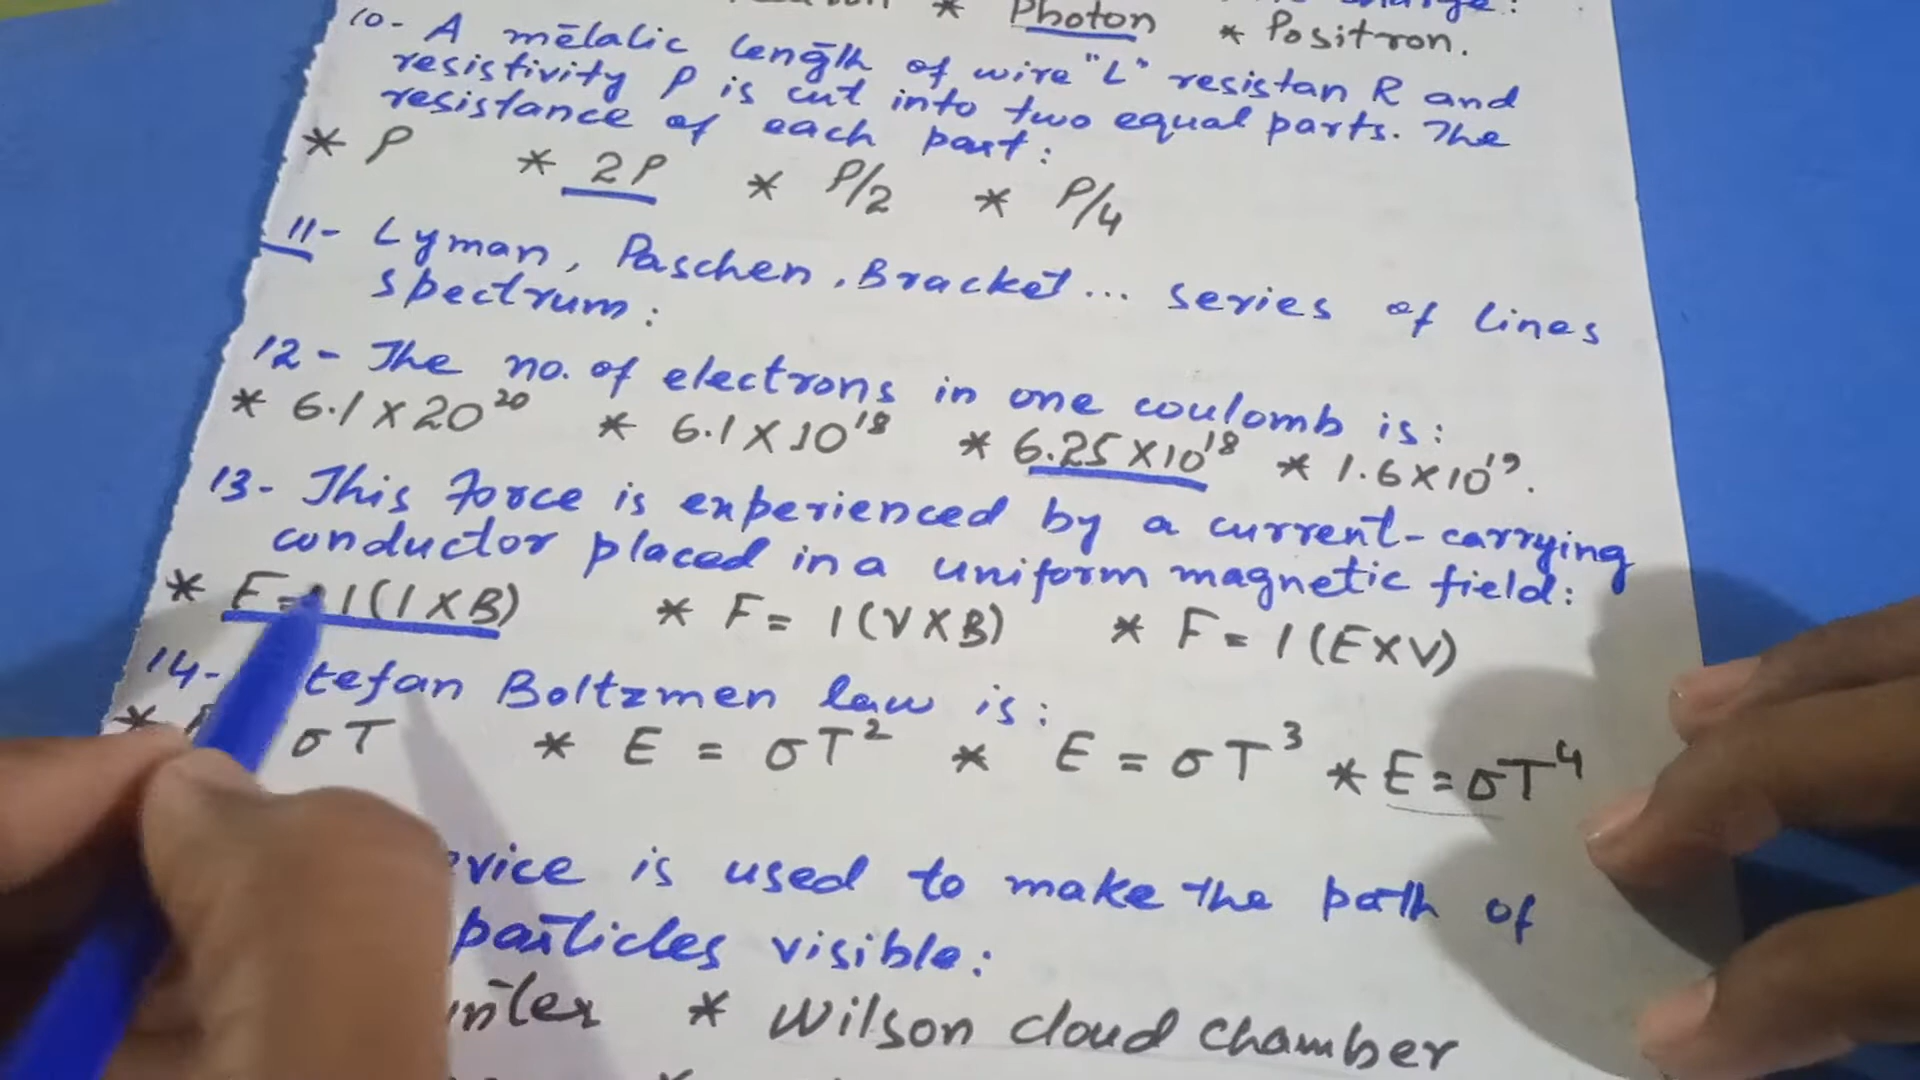 * Photon * Positron.
10- A metalic length of wire "L" resistan R and
resistivity ρ is cut into two equal parts. The
resistance of each part:
* ρ * 2ρ * ρ/2 * ρ/4
11- Lyman, Paschen, Bracket... series of lines
spectrum:
12- The no. of electrons in one coulomb is:
* 6.1 X 20²⁰ * 6.1 X 10¹⁸ * 6.25 X 10¹⁸ * 1.6 X 10¹⁹.
13- This force is experienced by a current-carrying
conductor placed in a uniform magnetic field:
* F= I(l X B) * F = I(V X B) * F = I(E X V)
14- Boltzmen law is:
* σT * E = σT² * E = σT³ * E = σT⁴
is used to make the path of
particles visible:
* Wilson cloud chamber